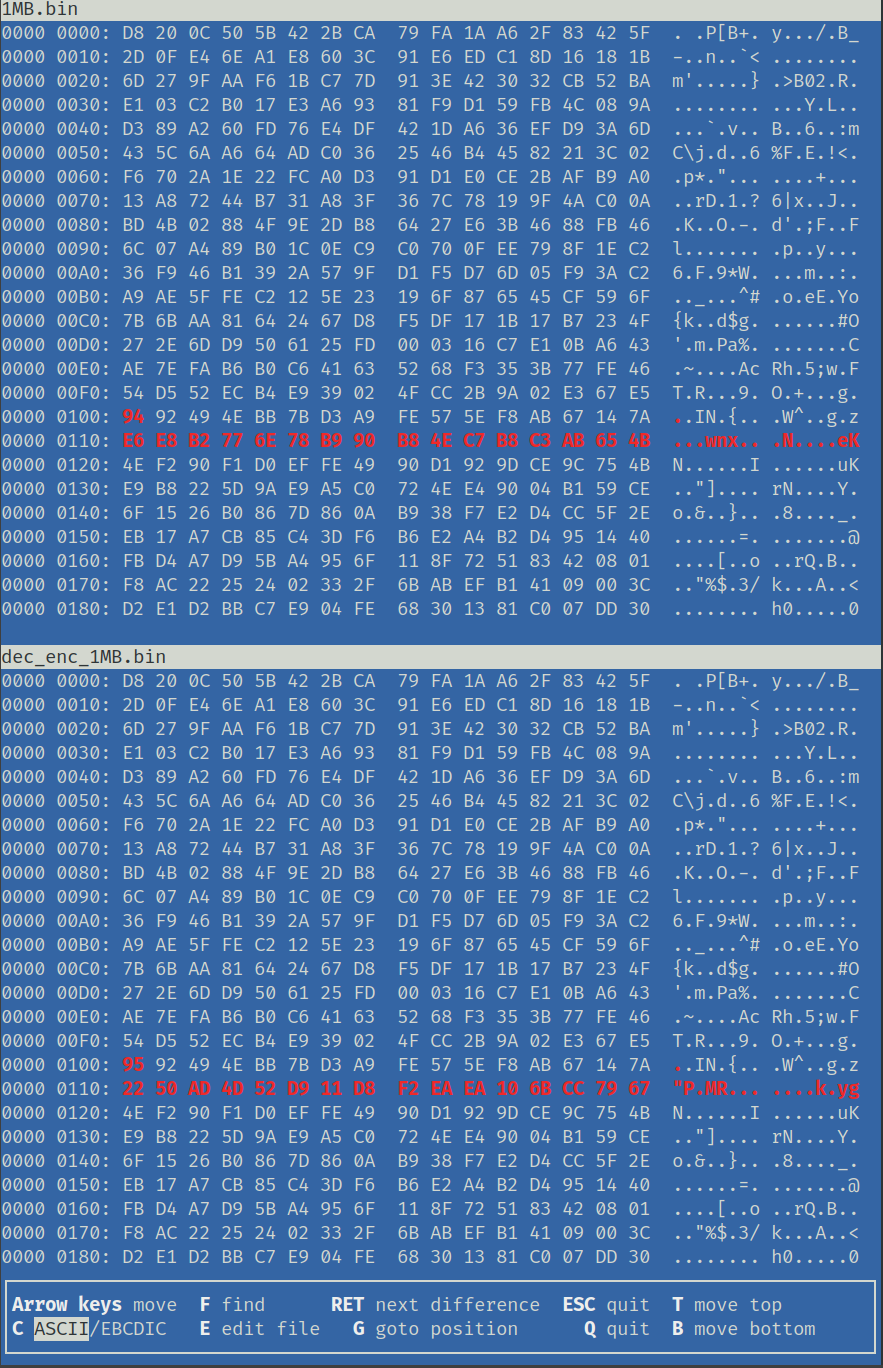 1MB.bin
0000 0000: D8 20 0C 50 5B 42 2B CA  79 FA 1A A6 2F 83 42 5F  . .P[B+. y.../.B_
0000 0010: 2D 0F E4 6E A1 E8 60 3C  91 E6 ED C1 8D 16 18 1B  -..n..`< ........
0000 0020: 6D 27 9F AA F6 1B C7 7D  91 3E 42 30 32 CB 52 BA  m'.....} .>B02.R.
0000 0030: E1 03 C2 B0 17 E3 A6 93  81 F9 D1 59 FB 4C 08 9A  ........ ...Y.L..
0000 0040: D3 89 A2 60 FD 76 E4 DF  42 1D A6 36 EF D9 3A 6D  ...`.v.. B..6..:m
0000 0050: 43 5C 6A A6 64 AD C0 36  25 46 B4 45 82 21 3C 02  C\j.d..6 %F.E.!<.
0000 0060: F6 70 2A 1E 22 FC A0 D3  91 D1 E0 CE 2B AF B9 A0  .p*."... ....+...
0000 0070: 13 A8 72 44 B7 31 A8 3F  36 7C 78 19 9F 4A C0 0A  ..rD.1.? 6|x..J..
0000 0080: BD 4B 02 88 4F 9E 2D B8  64 27 E6 3B 46 88 FB 46  .K..O.-. d'.;F..F
0000 0090: 6C 07 A4 89 B0 1C 0E C9  C0 70 0F EE 79 8F 1E C2  l....... .p..y...
0000 00A0: 36 F9 46 B1 39 2A 57 9F  D1 F5 D7 6D 05 F9 3A C2  6.F.9*W. ...m..:.
0000 00B0: A9 AE 5F FE C2 12 5E 23  19 6F 87 65 45 CF 59 6F  .._...^# .o.eE.Yo
0000 00C0: 7B 6B AA 81 64 24 67 D8  F5 DF 17 1B 17 B7 23 4F  {k..d$g. ......#O
0000 00D0: 27 2E 6D D9 50 61 25 FD  00 03 16 C7 E1 0B A6 43  '.m.Pa%. .......C
0000 00E0: AE 7E FA B6 B0 C6 41 63  52 68 F3 35 3B 77 FE 46  .~....Ac Rh.5;w.F
0000 00F0: 54 D5 52 EC B4 E9 39 02  4F CC 2B 9A 02 E3 67 E5  T.R...9. O.+...g.
0000 0100: 94 92 49 4E BB 7B D3 A9  FE 57 5E F8 AB 67 14 7A  ..IN.{.. .W^..g.z
0000 0110: E6 E8 B2 77 6E 78 B9 90  B8 4E C7 B8 C3 AB 65 4B  ...wnx.. .N....eK
0000 0120: 4E F2 90 F1 D0 EF FE 49  90 D1 92 9D CE 9C 75 4B  N......I ......uK
0000 0130: E9 B8 22 5D 9A E9 A5 C0  72 4E E4 90 04 B1 59 CE  .."].... rN....Y.
0000 0140: 6F 15 26 B0 86 7D 86 0A  B9 38 F7 E2 D4 CC 5F 2E  o.&..}.. .8...._.
0000 0150: EB 17 A7 CB 85 C4 3D F6  B6 E2 A4 B2 D4 95 14 40  ......=. .......@
0000 0160: FB D4 A7 D9 5B A4 95 6F  11 8F 72 51 83 42 08 01  ....[..o ..rQ.B..
0000 0170: F8 AC 22 25 24 02 33 2F  6B AB EF B1 41 09 00 3C  .."%$.3/ k...A..<
0000 0180: D2 E1 D2 BB C7 E9 04 FE  68 30 13 81 C0 07 DD 30  ........ h0.....0
dec_enc_1MB.bin
0000 0000: D8 20 0C 50 5B 42 2B CA  79 FA 1A A6 2F 83 42 5F  . .P[B+. y.../.B_
0000 0010: 2D 0F E4 6E A1 E8 60 3C  91 E6 ED C1 8D 16 18 1B  -..n..`< ........
0000 0020: 6D 27 9F AA F6 1B C7 7D  91 3E 42 30 32 CB 52 BA  m'.....} .>B02.R.
0000 0030: E1 03 C2 B0 17 E3 A6 93  81 F9 D1 59 FB 4C 08 9A  ........ ...Y.L..
0000 0040: D3 89 A2 60 FD 76 E4 DF  42 1D A6 36 EF D9 3A 6D  ...`.v.. B..6..:m
0000 0050: 43 5C 6A A6 64 AD C0 36  25 46 B4 45 82 21 3C 02  C\j.d..6 %F.E.!<.
0000 0060: F6 70 2A 1E 22 FC A0 D3  91 D1 E0 CE 2B AF B9 A0  .p*."... ....+...
0000 0070: 13 A8 72 44 B7 31 A8 3F  36 7C 78 19 9F 4A C0 0A  ..rD.1.? 6|x..J..
0000 0080: BD 4B 02 88 4F 9E 2D B8  64 27 E6 3B 46 88 FB 46  .K..O.-. d'.;F..F
0000 0090: 6C 07 A4 89 B0 1C 0E C9  C0 70 0F EE 79 8F 1E C2  l....... .p..y...
0000 00A0: 36 F9 46 B1 39 2A 57 9F  D1 F5 D7 6D 05 F9 3A C2  6.F.9*W. ...m..:.
0000 00B0: A9 AE 5F FE C2 12 5E 23  19 6F 87 65 45 CF 59 6F  .._...^# .o.eE.Yo
0000 00C0: 7B 6B AA 81 64 24 67 D8  F5 DF 17 1B 17 B7 23 4F  {k..d$g. ......#O
0000 00D0: 27 2E 6D D9 50 61 25 FD  00 03 16 C7 E1 0B A6 43  '.m.Pa%. .......C
0000 00E0: AE 7E FA B6 B0 C6 41 63  52 68 F3 35 3B 77 FE 46  .~....Ac Rh.5;w.F
0000 00F0: 54 D5 52 EC B4 E9 39 02  4F CC 2B 9A 02 E3 67 E5  T.R...9. O.+...g.
0000 0100: 95 92 49 4E BB 7B D3 A9  FE 57 5E F8 AB 67 14 7A  ..IN.{.. .W^..g.z
0000 0110: 22 50 AD 4D 52 D9 11 D8  F2 EA EA 10 6B CC 79 67  "P.MR... ....k.yg
0000 0120: 4E F2 90 F1 D0 EF FE 49  90 D1 92 9D CE 9C 75 4B  N......I ......uK
0000 0130: E9 B8 22 5D 9A E9 A5 C0  72 4E E4 90 04 B1 59 CE  .."].... rN....Y.
0000 0140: 6F 15 26 B0 86 7D 86 0A  B9 38 F7 E2 D4 CC 5F 2E  o.&..}.. .8...._.
0000 0150: EB 17 A7 CB 85 C4 3D F6  B6 E2 A4 B2 D4 95 14 40  ......=. .......@
0000 0160: FB D4 A7 D9 5B A4 95 6F  11 8F 72 51 83 42 08 01  ....[..o ..rQ.B..
0000 0170: F8 AC 22 25 24 02 33 2F  6B AB EF B1 41 09 00 3C  .."%$.3/ k...A..<
0000 0180: D2 E1 D2 BB C7 E9 04 FE  68 30 13 81 C0 07 DD 30  ........ h0.....0
Arrow keys move  F find  RET next difference  ESC quit  T move top
C ASCII/EBCDIC  E edit file  G goto position  Q quit  B move bottom